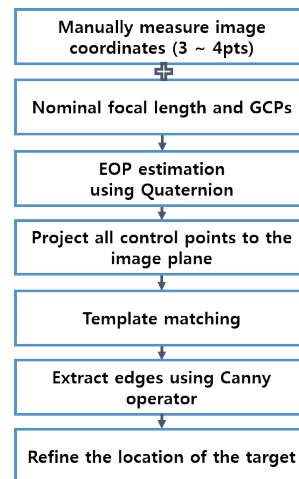 Manually measure image
coordinates (3 ~ 4pts)
Nominal focal length and GCPs
EOP estimation
using Quaternion
Project all control points to the
image plane
Template matching
Extract edges using Canny
operator
Refine the location of the target